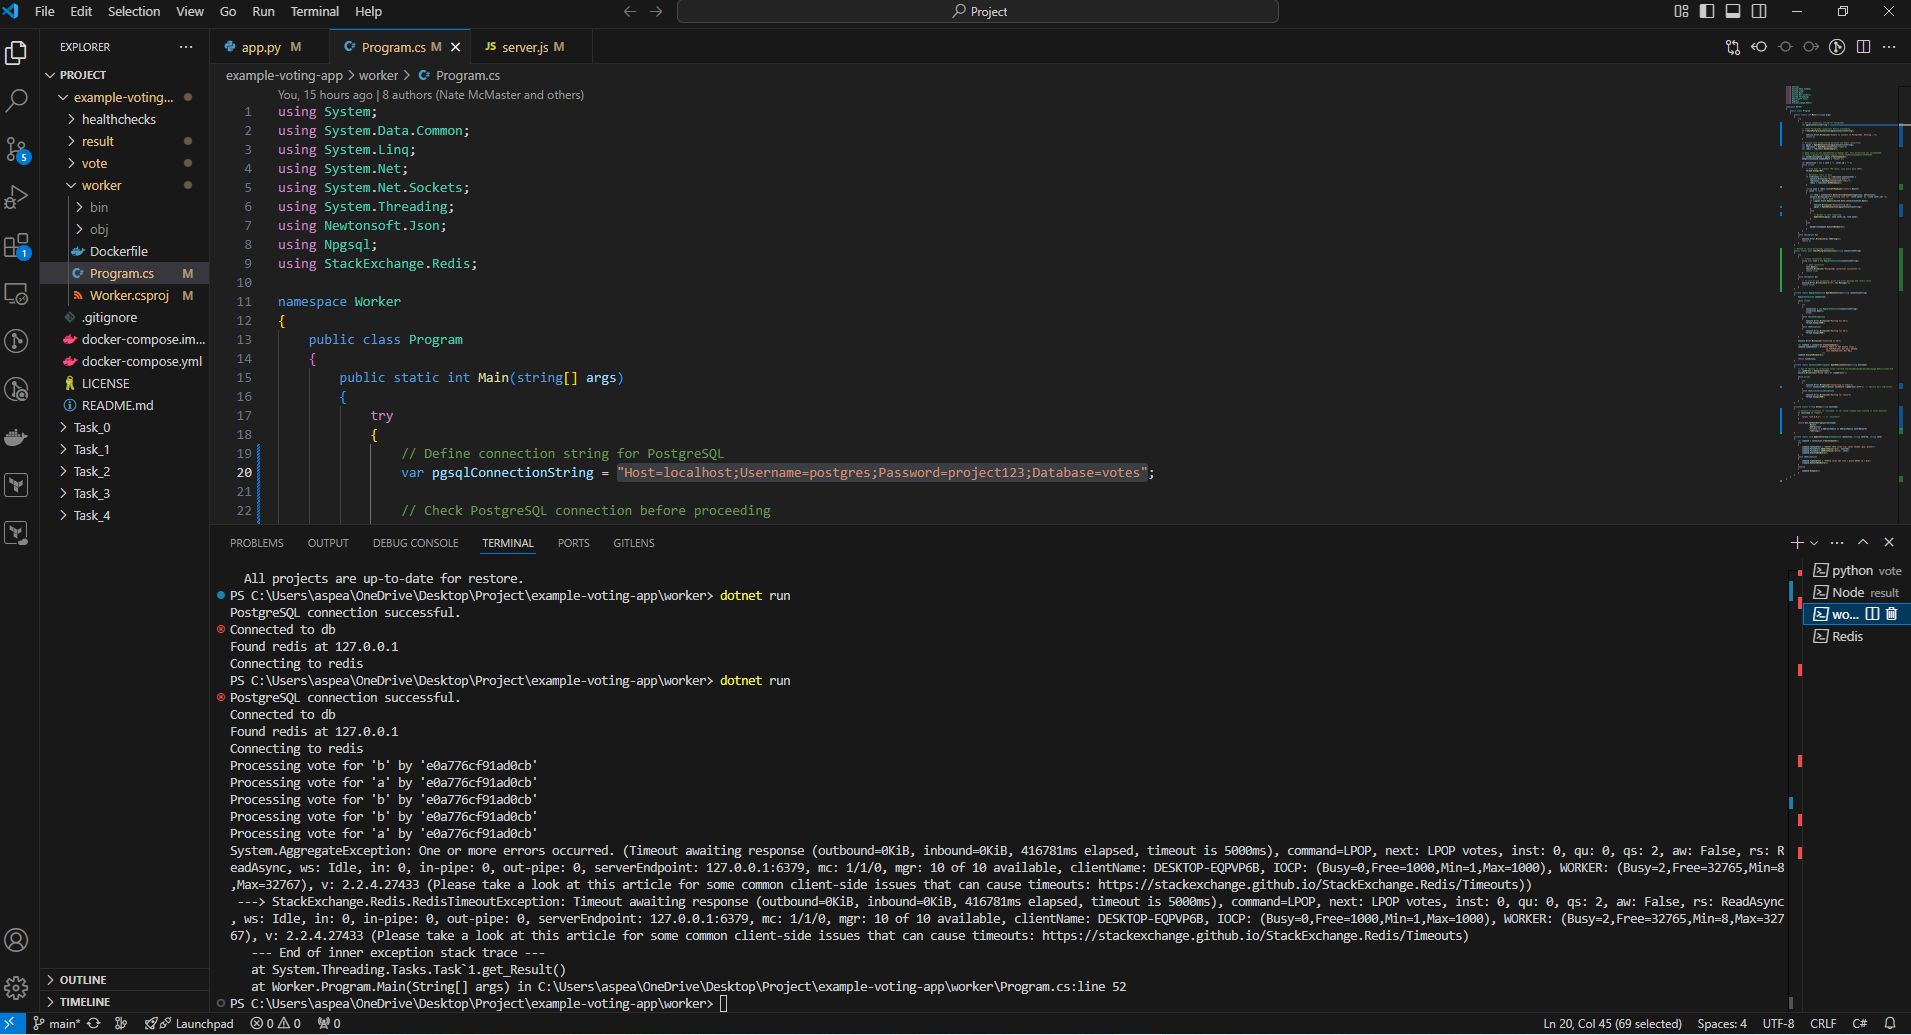 File Edit Selection View Go Run Terminal Help
Project
EXPLORER
PROJECT
example-voting...
healthchecks
result
vote
worker
bin
obj
Dockerfile
Program.cs M
Worker.csproj M
.gitignore
docker-compose.im...
docker-compose.yml
LICENSE
README.md
Task_0
Task_1
Task_2
Task_3
Task_4
OUTLINE
TIMELINE
5
1
app.py M
Program.cs M
JS server.js M
example-voting-app > worker > Program.cs
You, 15 hours ago | 8 authors (Nate McMaster and others)
1 using System;
2 using System.Data.Common;
3 using System.Linq;
4 using System.Net;
5 using System.Net.Sockets;
6 using System.Threading;
7 using Newtonsoft.Json;
8 using Npgsql;
9 using StackExchange.Redis;
10
11 namespace Worker
12 {
13 public class Program
14 {
15 public static int Main(string[] args)
16 {
17 try
18 {
19 // Define connection string for PostgreSQL
20 var pgsqlConnectionString = "Host=localhost;Username=postgres;Password=project123;Database=votes";
21
22 // Check PostgreSQL connection before proceeding
PROBLEMS OUTPUT DEBUG CONSOLE TERMINAL PORTS GITLENS
All projects are up-to-date for restore.
PS C:\Users\aspea\OneDrive\Desktop\Project\example-voting-app\worker> dotnet run
PostgreSQL connection successful.
Connected to db
Found redis at 127.0.0.1
Connecting to redis
PS C:\Users\aspea\OneDrive\Desktop\Project\example-voting-app\worker> dotnet run
PostgreSQL connection successful.
Connected to db
Found redis at 127.0.0.1
Connecting to redis
Processing vote for 'b' by 'e0a776cf91ad0cb'
Processing vote for 'a' by 'e0a776cf91ad0cb'
Processing vote for 'b' by 'e0a776cf91ad0cb'
Processing vote for 'b' by 'e0a776cf91ad0cb'
Processing vote for 'a' by 'e0a776cf91ad0cb'
System.AggregateException: One or more errors occurred. (Timeout awaiting response (outbound=0KiB, inbound=0KiB, 416781ms elapsed, timeout is 5000ms), command=LPOP, next: LPOP votes, inst: 0, qu: 0, qs: 2, aw: False, rs: R
eadAsync, ws: Idle, in: 0, in-pipe: 0, out-pipe: 0, serverEndpoint: 127.0.0.1:6379, mc: 1/1/0, mgr: 10 of 10 available, clientName: DESKTOP-EQPVP6B, IOCP: (Busy=0,Free=1000,Min=1,Max=1000), WORKER: (Busy=2,Free=32765,Min=8
,Max=32767), v: 2.2.4.27433 (Please take a look at this article for some common client-side issues that can cause timeouts: https://stackexchange.github.io/StackExchange.Redis/Timeouts))
---> StackExchange.Redis.RedisTimeoutException: Timeout awaiting response (outbound=0KiB, inbound=0KiB, 416781ms elapsed, timeout is 5000ms), command=LPOP, next: LPOP votes, inst: 0, qu: 0, qs: 2, aw: False, rs: ReadAsync
, ws: Idle, in: 0, in-pipe: 0, out-pipe: 0, serverEndpoint: 127.0.0.1:6379, mc: 1/1/0, mgr: 10 of 10 available, clientName: DESKTOP-EQPVP6B, IOCP: (Busy=0,Free=1000,Min=1,Max=1000), WORKER: (Busy=2,Free=32765,Min=8,Max=327
67), v: 2.2.4.27433 (Please take a look at this article for some common client-side issues that can cause timeouts: https://stackexchange.github.io/StackExchange.Redis/Timeouts)
--- End of inner exception stack trace ---
at System.Threading.Tasks.Task`1.get_Result()
at Worker.Program.Main(String[] args) in C:\Users\aspea\OneDrive\Desktop\Project\example-voting-app\worker\Program.cs:line 52
PS C:\Users\aspea\OneDrive\Desktop\Project\example-voting-app\worker>
python vote
Node result
wo...
Redis
main* Launchpad 0 0 0
Ln 20, Col 45 (69 selected) Spaces: 4 UTF-8 CRLF C#